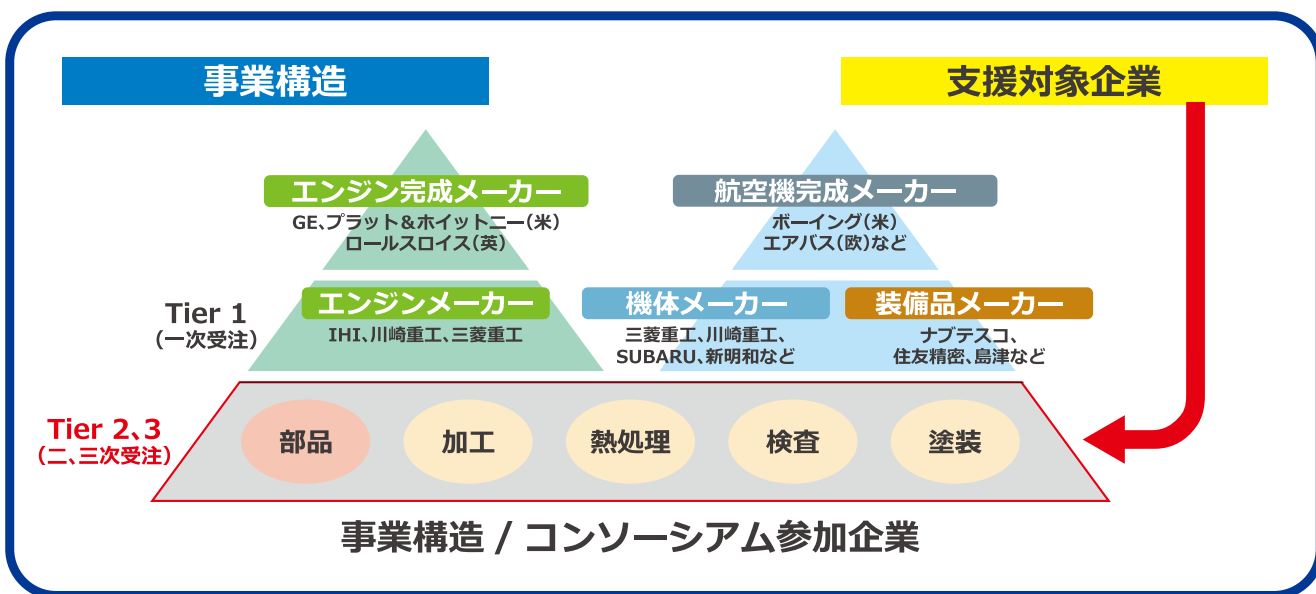 事業構造
支援対象企業
エンジン完成メーカー
GE、プラット＆ホイットニー（米）
ロールスロイス（英）
航空機完成メーカー
ボーイング（米）
エアバス（欧）など
Tier 1
（一次受注）
エンジンメーカー
IHI、川崎重工、三菱重工
機体メーカー
三菱重工、川崎重工、
SUBARU、新明和など
装備品メーカー
ナブテスコ、
住友精密、島津など
Tier 2、3
（二、三次受注）
部品
加工
熱処理
検査
塗装
事業構造 / コンソーシアム参加企業